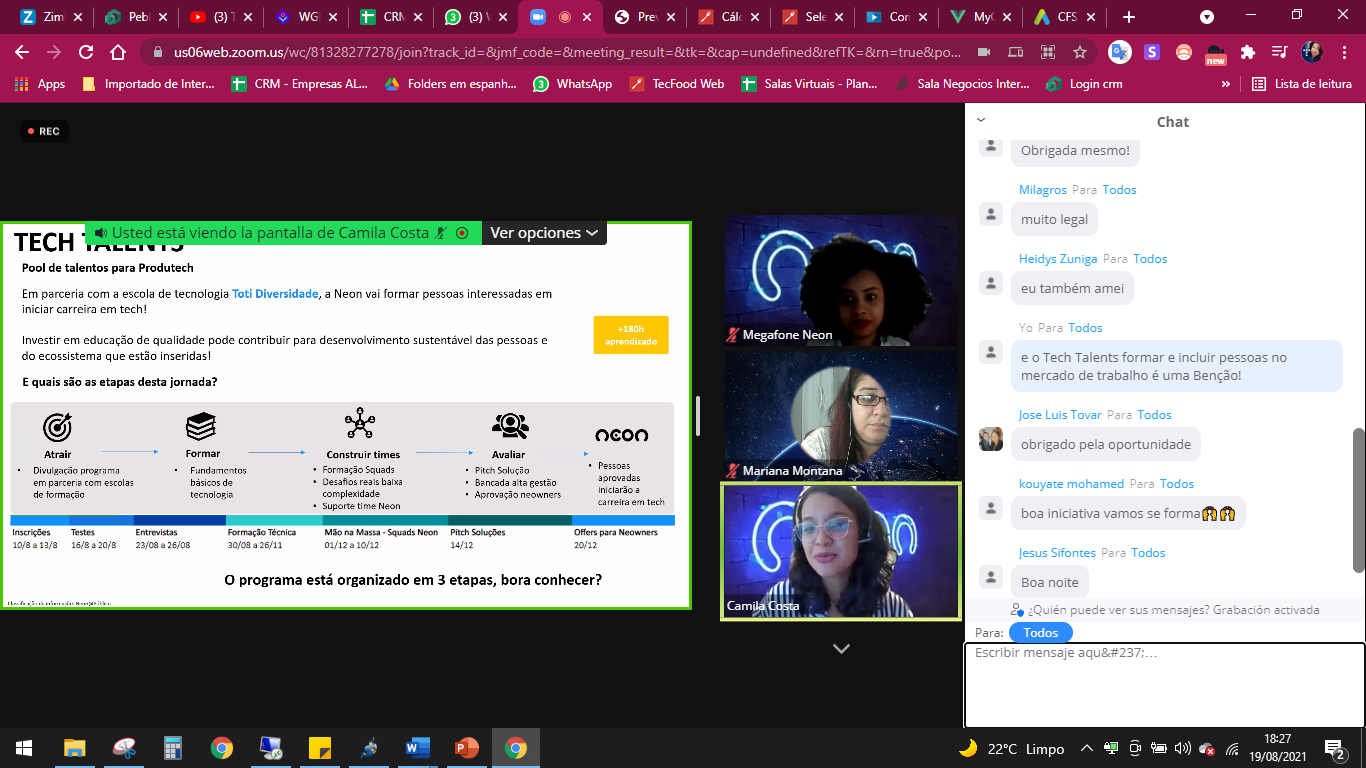 Zim
Peb
(3) T
WG
CRM
(3) W
Prev
Cálc
Sele
Con
MyC
CFS
us06web.zoom.us/wc/81328277278/join?track_id=&jmf_code=&meeting_result=&tk=&cap=undefined&refTK=&rn=true&po...
new
Apps
Importado de Inter...
CRM - Empresas AL...
Folders em espanh...
WhatsApp
TecFood Web
Salas Virtuais - Plan...
Sala Negocios Inter...
Login crm
»
Lista de leitura
REC
Usted está viendo la pantalla de Camila Costa
Ver opciones
TECH TALENTS
Pool de talentos para Produtech
Em parceria com a escola de tecnologia Toti Diversidade, a Neon vai formar pessoas interessadas em
iniciar carreira em tech!
+180h
aprendizado
Investir em educação de qualidade pode contribuir para desenvolvimento sustentável das pessoas e
do ecossistema que estão inseridas!
E quais são as etapas desta jornada?
Atrair
• Divulgação programa
em parceria com escolas
de formação
Formar
• Fundamentos
básicos de
tecnologia
Construir times
• Formação Squads
• Desafios reais baixa
complexidade
• Suporte time Neon
Avaliar
• Pitch Solução
• Bancada alta gestão
• Aprovação neowners
neon
• Pessoas
aprovadas
iniciarão a
carreira em tech
Inscrições
10/8 a 13/8
Testes
16/8 a 20/8
Entrevistas
23/08 a 26/08
Formação Técnica
30/08 a 26/11
Mão na Massa - Squads Neon
01/12 a 10/12
Pitch Soluções
14/12
Offers para Neowners
20/12
O programa está organizado em 3 etapas, bora conhecer?
Megafone Neon
Mariana Montana
Camila Costa
Chat
Obrigada mesmo!
Milagros Para Todos
muito legal
Heidys Zuniga Para Todos
eu também amei
Yo Para Todos
e o Tech Talents formar e incluir pessoas no
mercado de trabalho é uma Benção!
Jose Luis Tovar Para Todos
obrigado pela oportunidade
kouyate mohamed Para Todos
boa iniciativa vamos se forma🙌🙌
Jesus Sifontes Para Todos
Boa noite
¿Quién puede ver sus mensajes? Grabación activada
Para: Todos
Escribir mensaje aqu&#237;…
22°C Limpo
18:27
19/08/2021
2